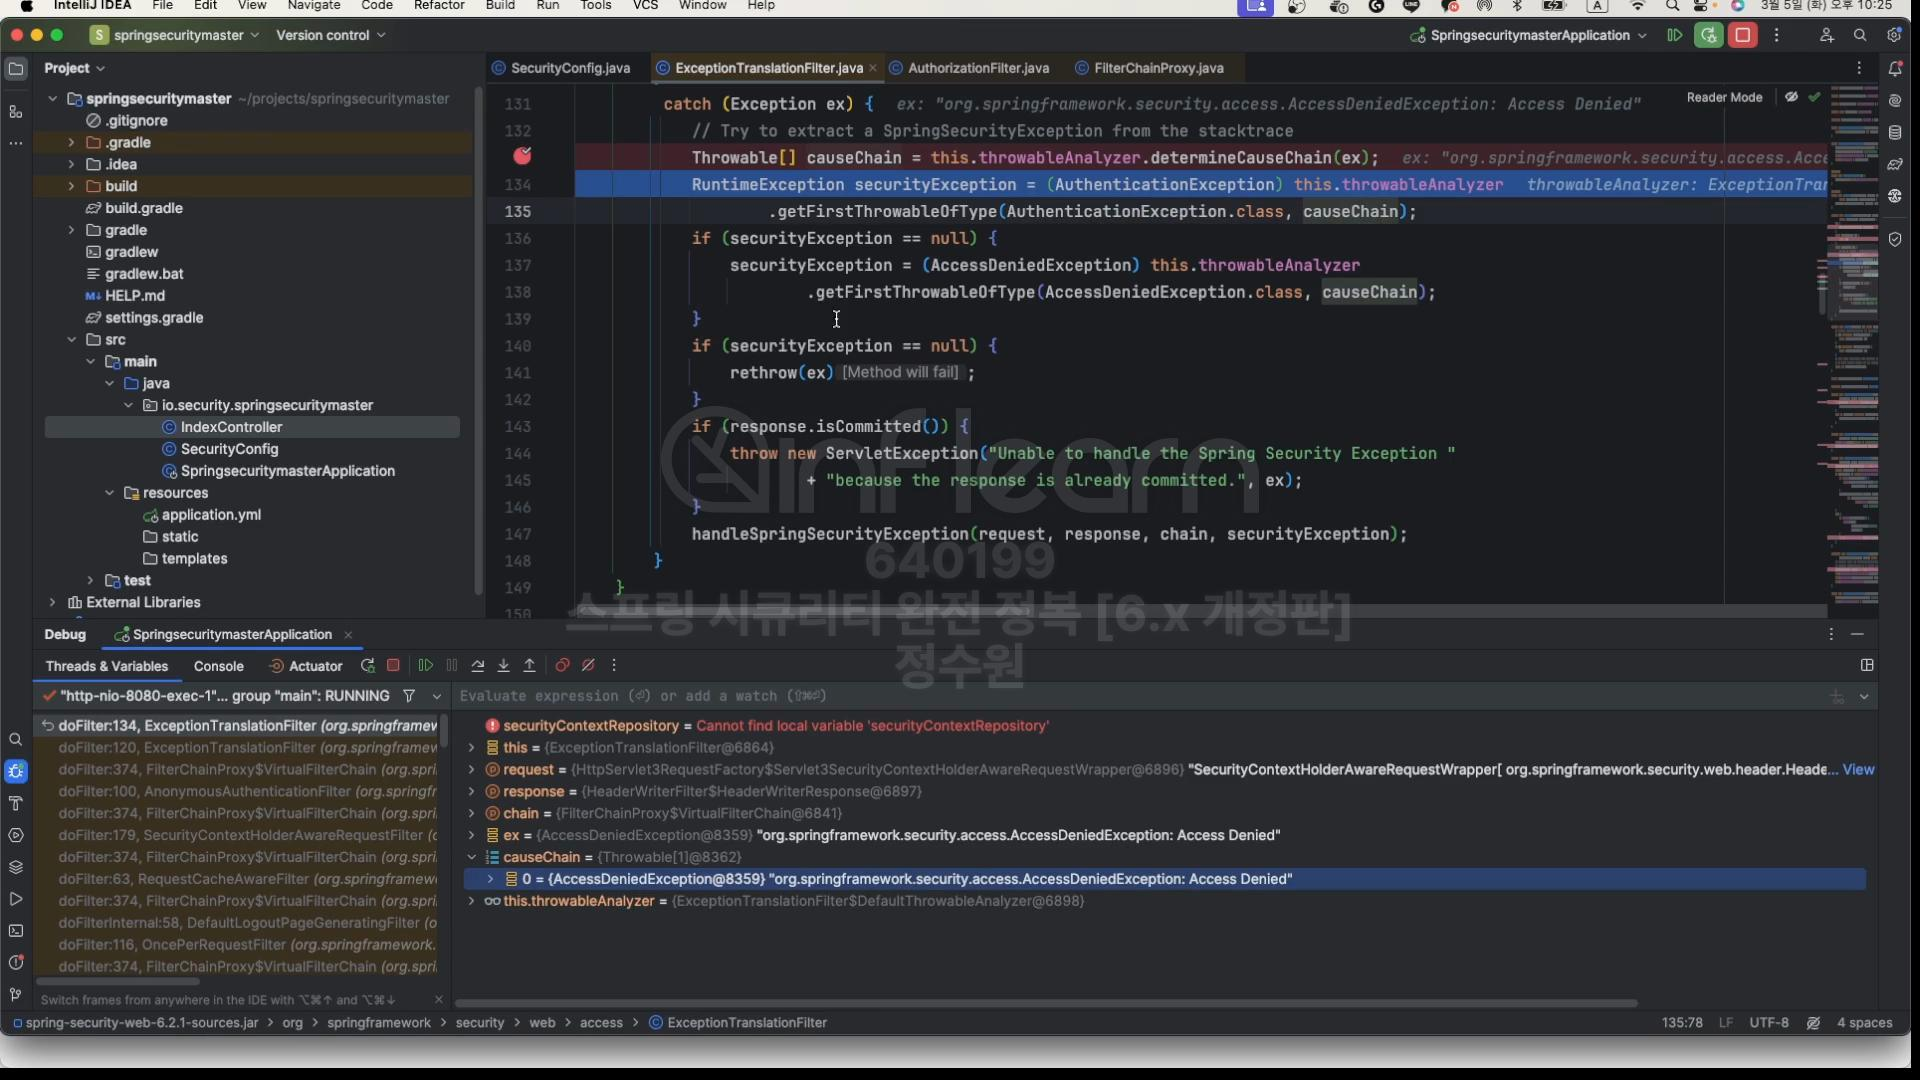 IntelliJ IDEA File Edit View Navigate Code Refactor Build Run Tools VCS Window Help 3월 5일 (화) 오후 10:25
S springsecuritymaster Version control SpringsecuritymasterApplication
Project SecurityConfig.java ExceptionTranslationFilter.java AuthorizationFilter.java FilterChainProxy.java
springsecuritymaster ~/projects/springsecuritymaster
.gitignore
.gradle
.idea
build
build.gradle
gradle
gradlew
gradlew.bat
HELP.md
settings.gradle
src
main
java
io.security.springsecuritymaster
IndexController
SecurityConfig
SpringsecuritymasterApplication
resources
application.yml
static
templates
test
External Libraries
Reader Mode
131 catch (Exception ex) { ex: "org.springframework.security.access.AccessDeniedException: Access Denied"
132 // Try to extract a SpringSecurityException from the stacktrace
Throwable[] causeChain = this.throwableAnalyzer.determineCauseChain(ex); ex: "org.springframework.security.access.Acce
134 RuntimeException securityException = (AuthenticationException) this.throwableAnalyzer throwableAnalyzer: ExceptionTran
135 .getFirstThrowableOfType(AuthenticationException.class, causeChain);
136 if (securityException == null) {
137 securityException = (AccessDeniedException) this.throwableAnalyzer
138 .getFirstThrowableOfType(AccessDeniedException.class, causeChain);
139 }
140 if (securityException == null) {
141 rethrow(ex) [Method will fail] ;
142 }
143 if (response.isCommitted()) {
144 throw new ServletException("Unable to handle the Spring Security Exception "
145 + "because the response is already committed.", ex);
146 }
147 handleSpringSecurityException(request, response, chain, securityException);
148 }
149 }
150
inflearn
640199
스프링 시큐리티 완전 정복 [6.x 개정판]
정수원
Debug SpringsecuritymasterApplication
Threads & Variables Console Actuator
"http-nio-8080-exec-1"... group "main": RUNNING
doFilter:134, ExceptionTranslationFilter (org.springframew
doFilter:120, ExceptionTranslationFilter (org.springframew
doFilter:374, FilterChainProxy$VirtualFilterChain (org.spri
doFilter:100, AnonymousAuthenticationFilter (org.springf
doFilter:374, FilterChainProxy$VirtualFilterChain (org.spri
doFilter:179, SecurityContextHolderAwareRequestFilter (o
doFilter:374, FilterChainProxy$VirtualFilterChain (org.spri
doFilter:63, RequestCacheAwareFilter (org.springframew
doFilter:374, FilterChainProxy$VirtualFilterChain (org.spri
doFilterInternal:58, DefaultLogoutPageGeneratingFilter (o
doFilter:116, OncePerRequestFilter (org.springframework.
doFilter:374, FilterChainProxy$VirtualFilterChain (org.spri
Switch frames from anywhere in the IDE with ⌥⌘↑ and ⌥⌘↓
Evaluate expression (⏎) or add a watch (⇧⌘⏎)
securityContextRepository = Cannot find local variable 'securityContextRepository'
this = {ExceptionTranslationFilter@6864}
request = {HttpServlet3RequestFactory$Servlet3SecurityContextHolderAwareRequestWrapper@6896} "SecurityContextHolderAwareRequestWrapper[ org.springframework.security.web.header.Heade... View
response = {HeaderWriterFilter$HeaderWriterResponse@6897}
chain = {FilterChainProxy$VirtualFilterChain@6841}
ex = {AccessDeniedException@8359} "org.springframework.security.access.AccessDeniedException: Access Denied"
causeChain = {Throwable[1]@8362}
0 = {AccessDeniedException@8359} "org.springframework.security.access.AccessDeniedException: Access Denied"
this.throwableAnalyzer = {ExceptionTranslationFilter$DefaultThrowableAnalyzer@6898}
spring-security-web-6.2.1-sources.jar > org > springframework > security > web > access > ExceptionTranslationFilter 135:78 LF UTF-8 4 spaces